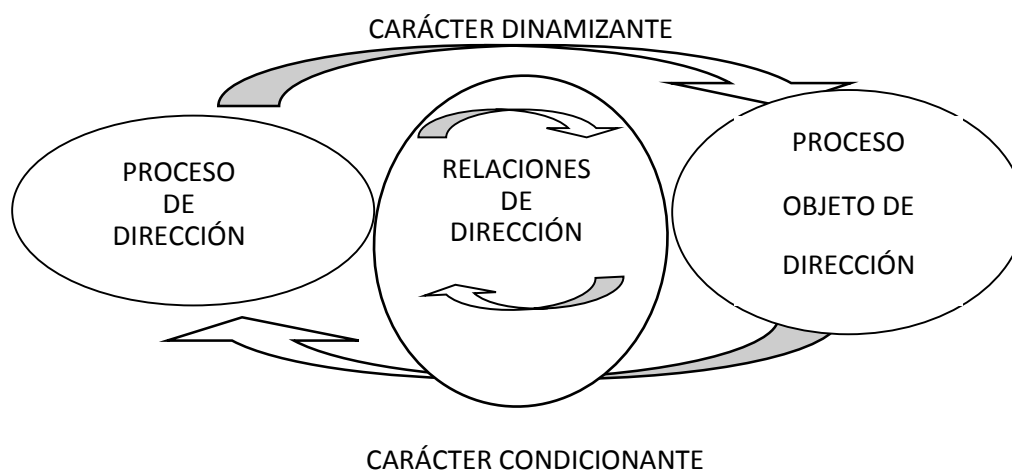 CARÁCTER DINAMIZANTE
PROCESO
DE
DIRECCIÓN
RELACIONES
DE
DIRECCIÓN
PROCESO
OBJETO DE
DIRECCIÓN
CARÁCTER CONDICIONANTE